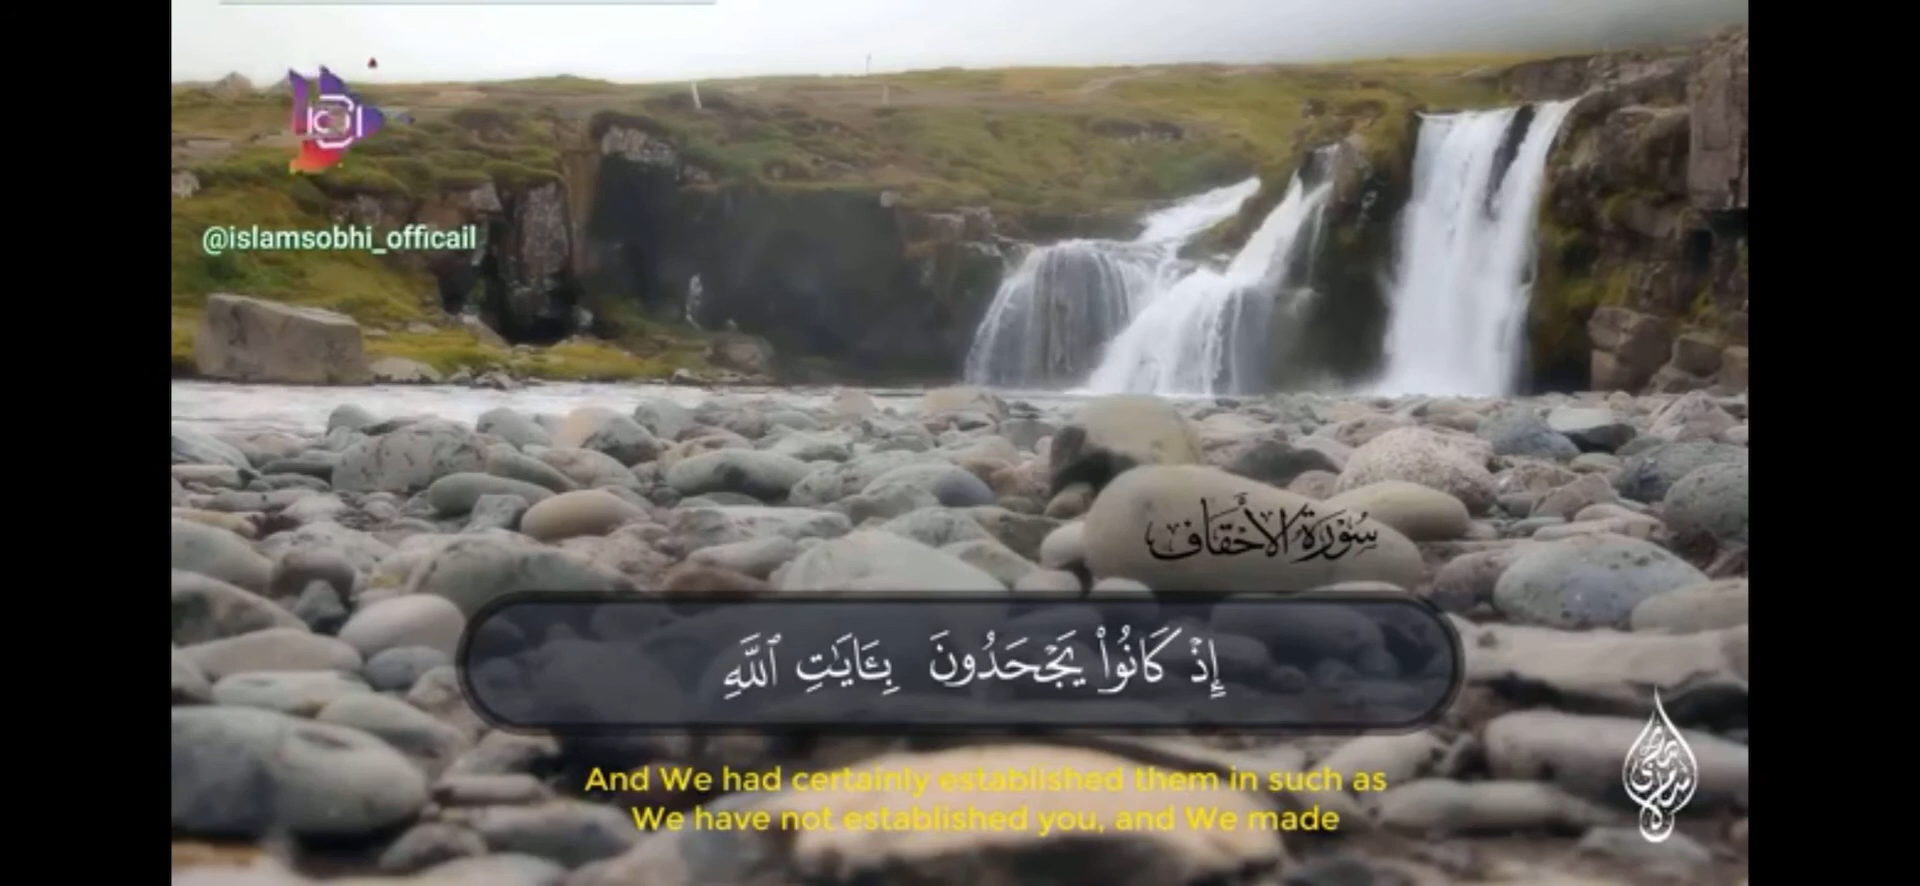 @islamsobhi_officail
سُورَةُ الأَحْقَاف
إِذْ كَانُوا۟ يَجْحَدُونَ بِـَٔايَـٰتِ ٱللَّهِ
And We had certainly established them in such as
We have not established you, and We made